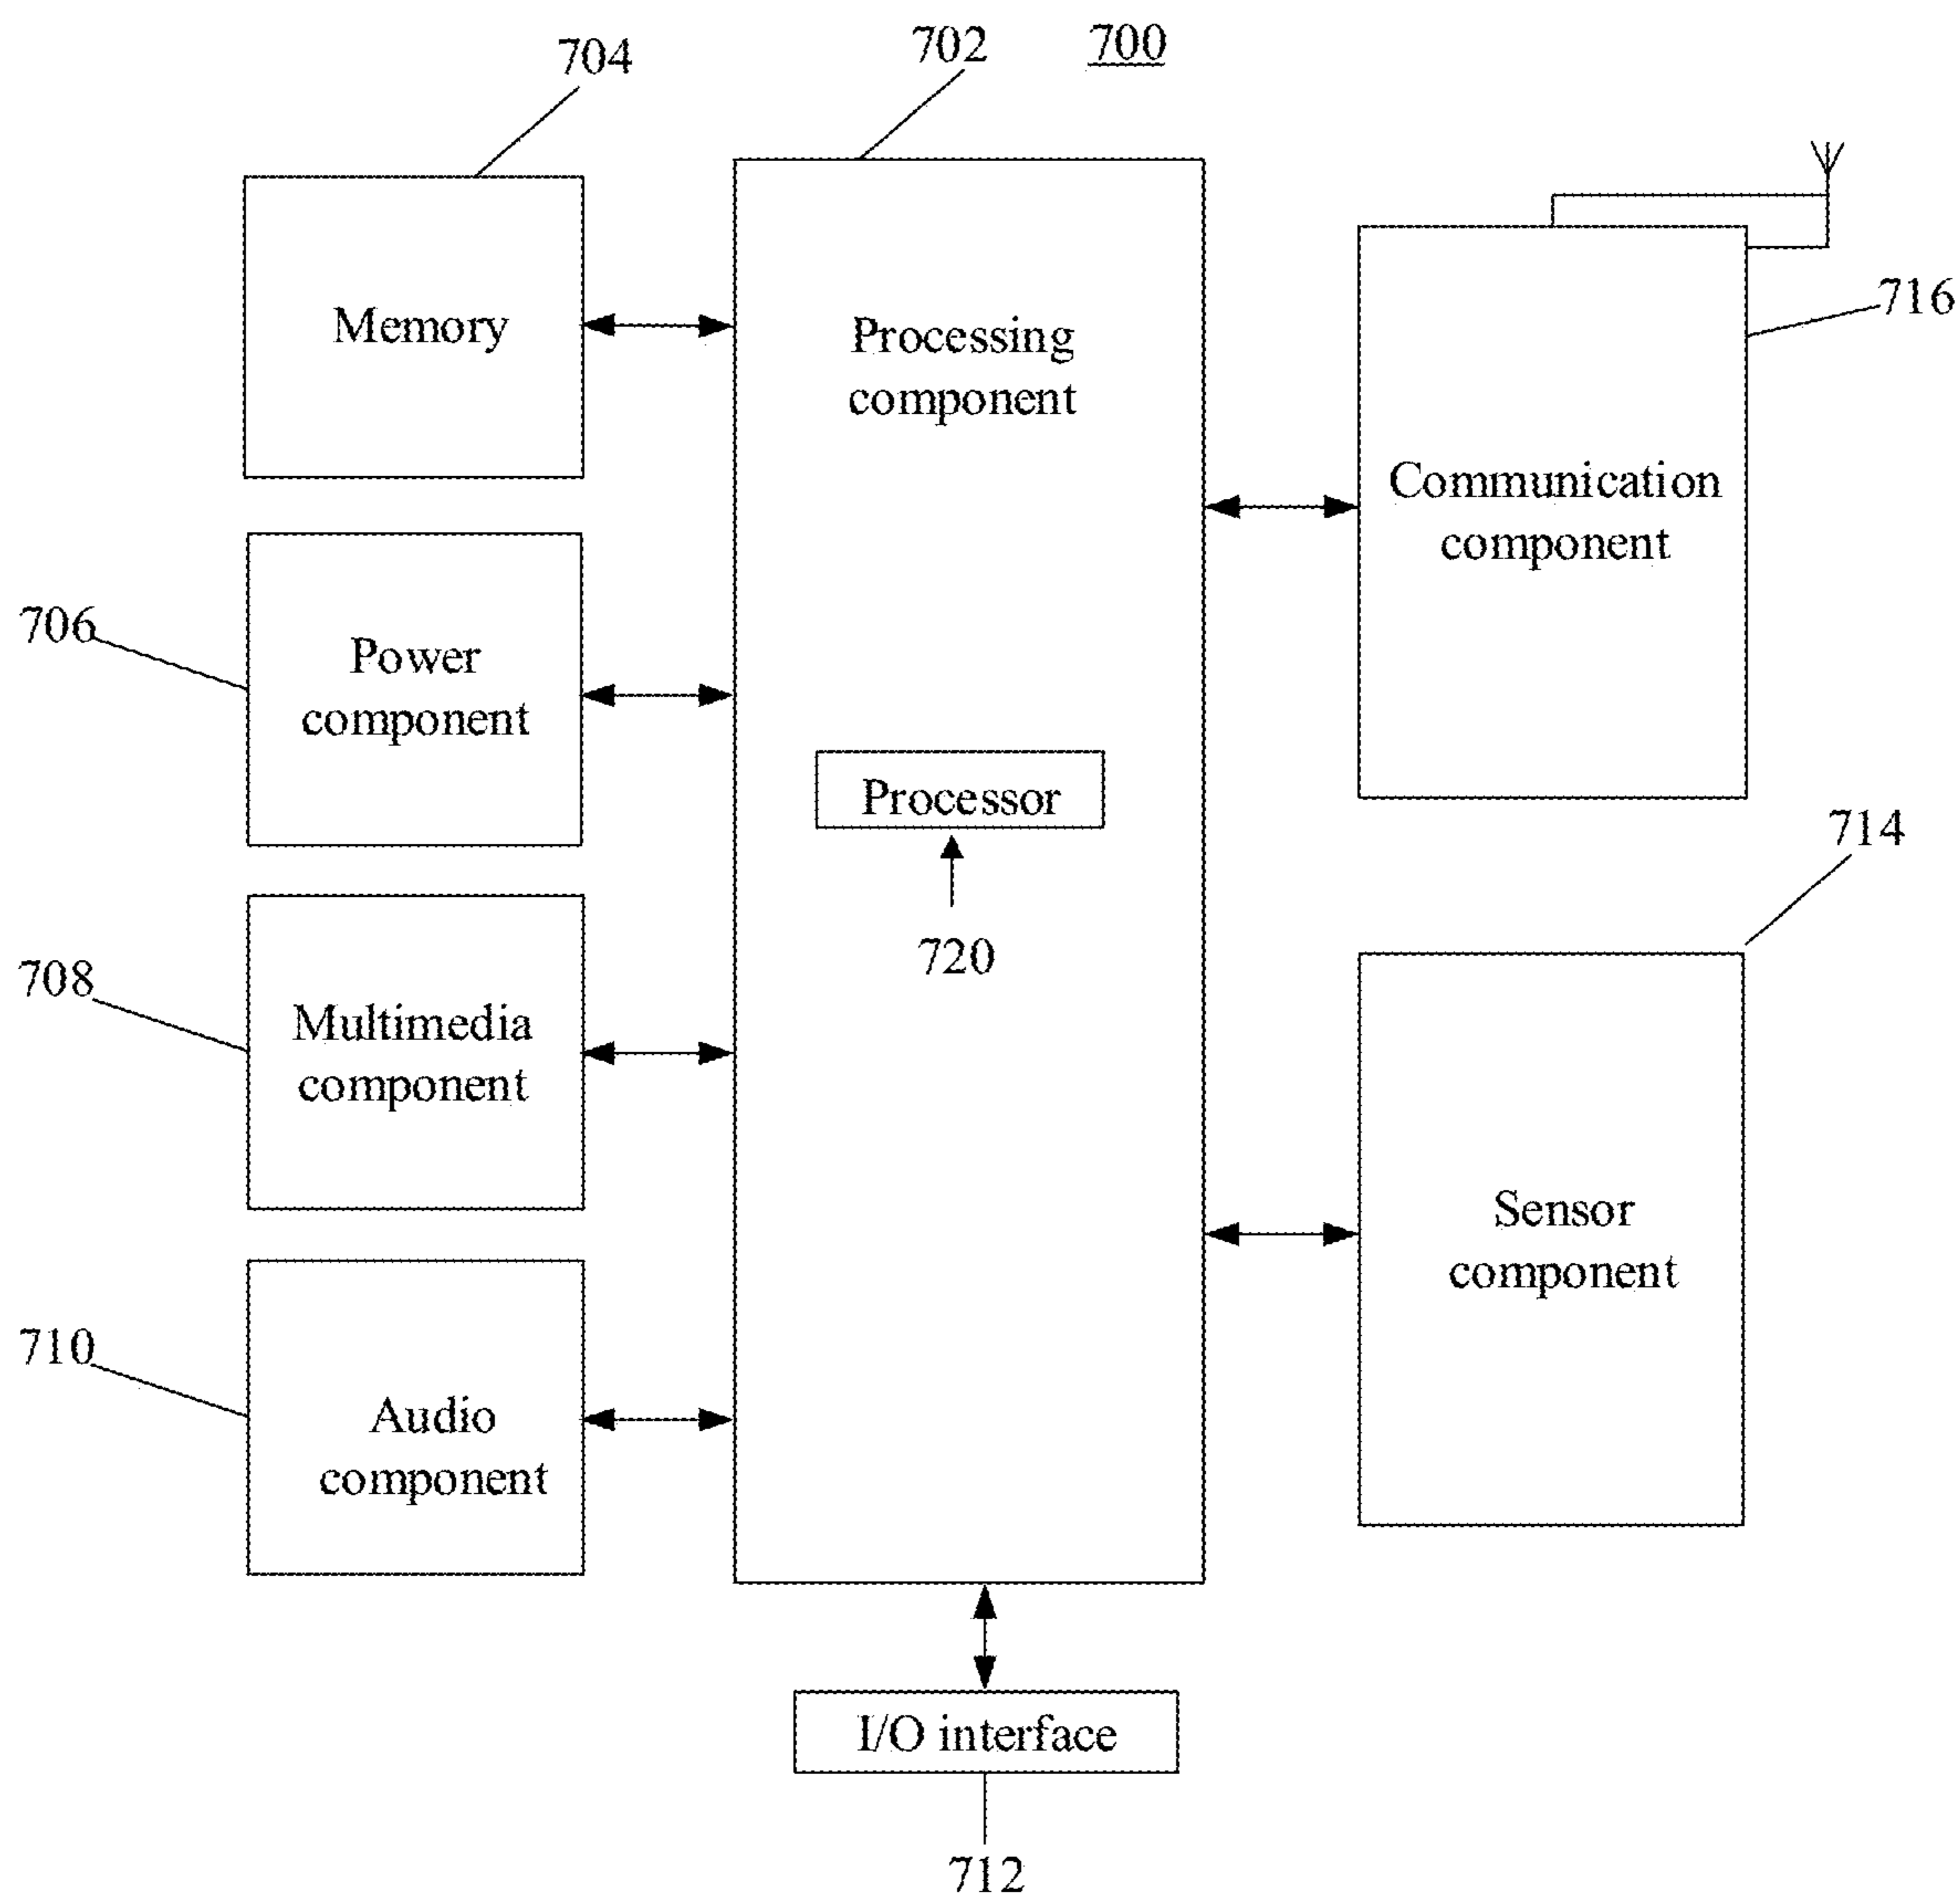 704
702
700
Memory
Processing
component
716
Communication
component
706
Power
component
Processor
714
720
708
Multimedia
component
Sensor
component
710
Audio
component
I/O interface
712